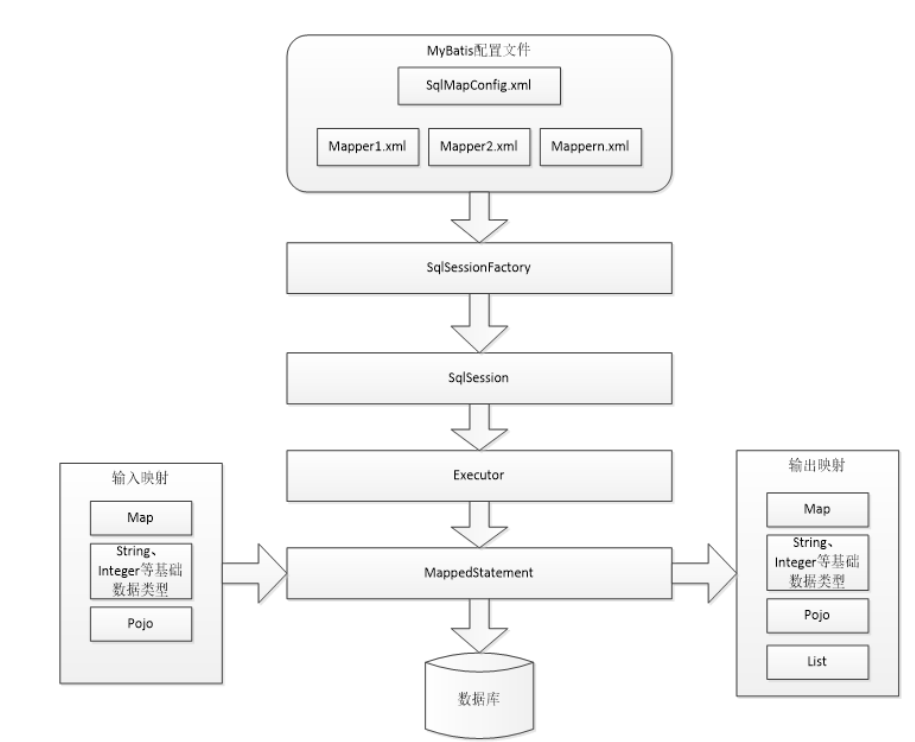 MyBatis配置文件
SqlMapConfig.xml
Mapper1.xml
Mapper2.xml
Mappern.xml
SqlSessionFactory
SqlSession
Executor
输入映射
Map
String、
Integer等基础
数据类型
Pojo
MappedStatement
输出映射
Map
String、
Integer等基础
数据类型
Pojo
List
数据库